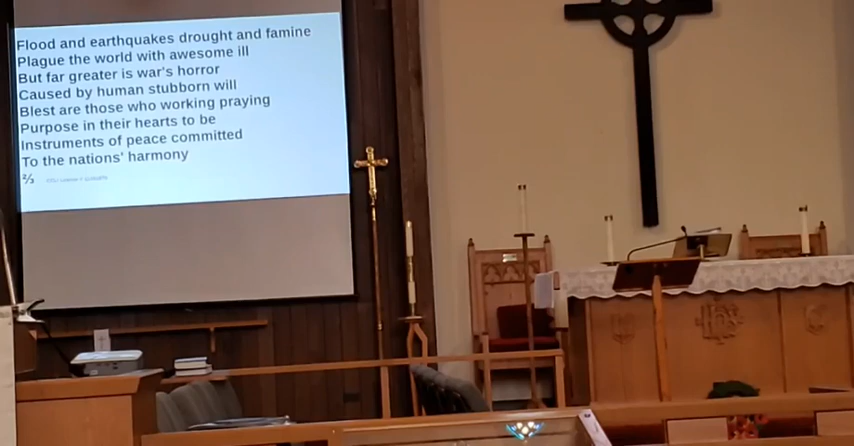 Flood and earthquakes drought and famine
Plague the world with awesome ill
But far greater is war's horror
Caused by human stubborn will
Blest are those who working praying
Purpose in their hearts to be
Instruments of peace committed
To the nations' harmony
2/3
IHS